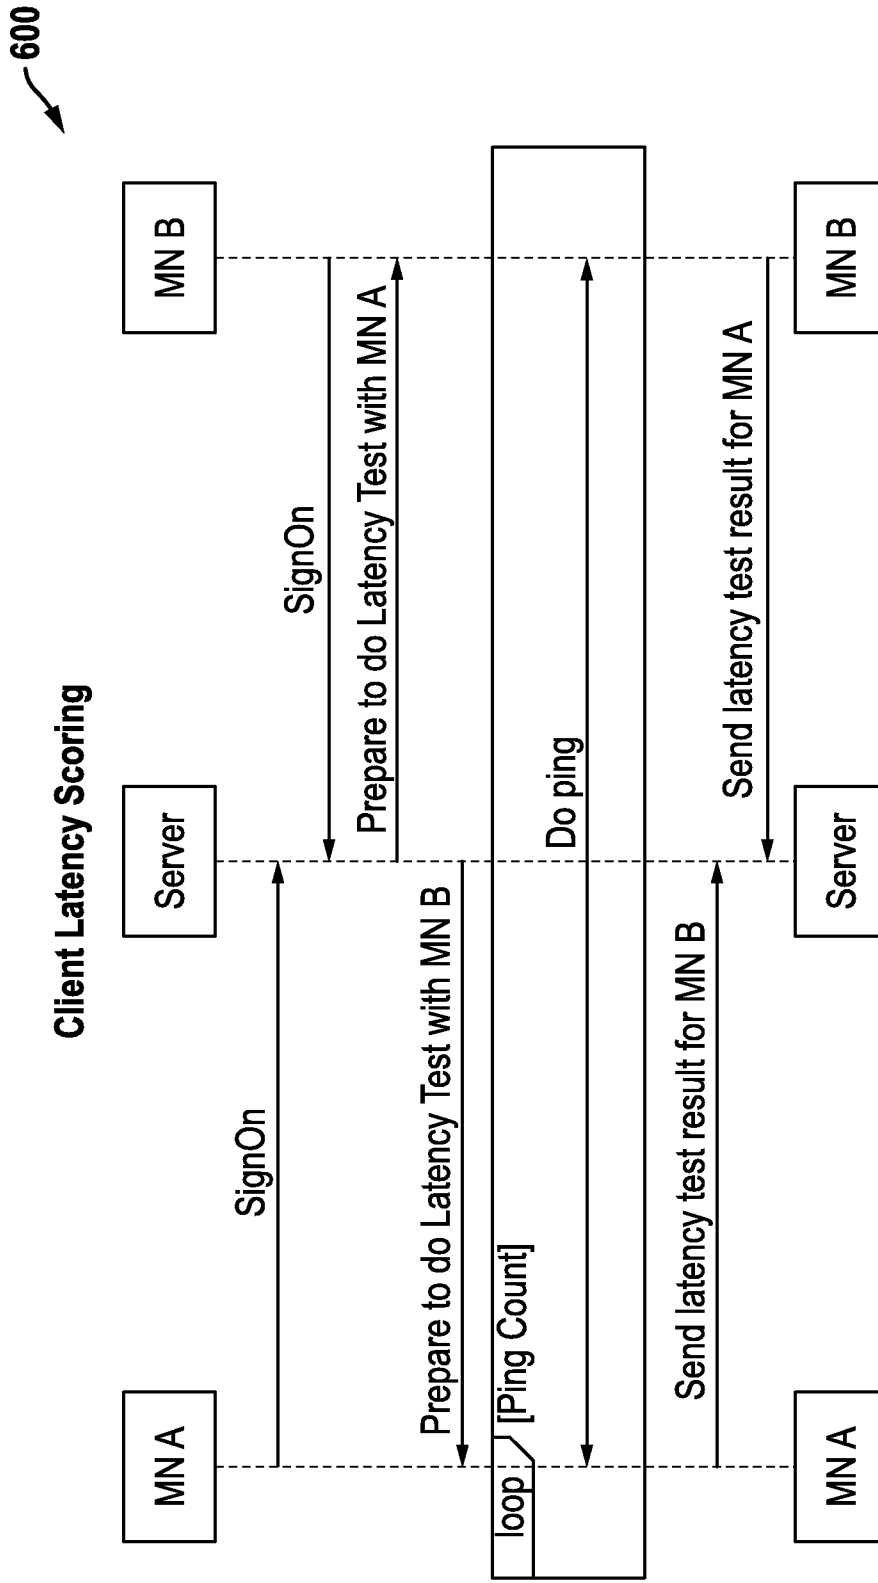 600
Client Latency Scoring
MN A
Server
MN B
SignOn
SignOn
Prepare to do Latency Test with MN A
Prepare to do Latency Test with MN B
loop
[Ping Count]
Do ping
Send latency test result for MN B
Send latency test result for MN A
MN A
Server
MN B